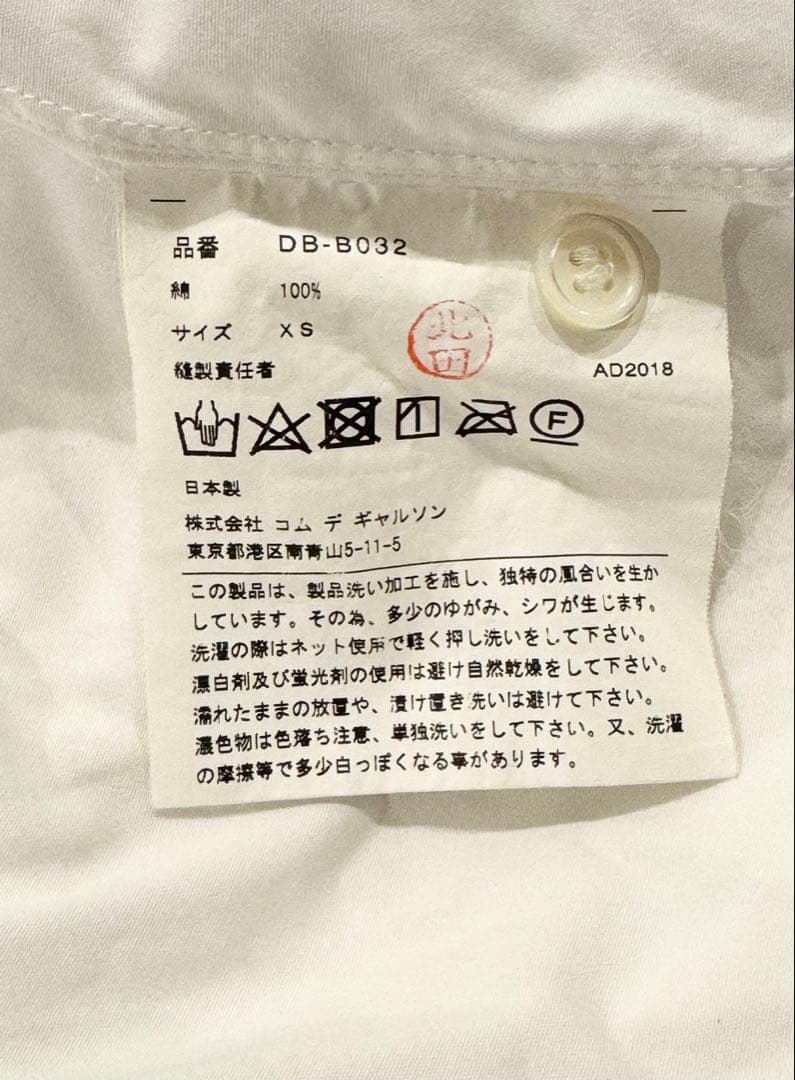 品番 DB-B032
綿 100%
サイズ XS
北田
縫製責任者 AD2018
F
日本製
株式会社 コム デ ギャルソン
東京都港区南青山5-11-5
この製品は、製品洗い加工を施し、独特の風合いを生か
しています。その為、多少のゆがみ、シワが生じます。
洗濯の際はネット使用で軽く押し洗いをして下さい。
漂白剤及び蛍光剤の使用は避け自然乾燥をして下さい。
濡れたままの放置や、漬け置き洗いは避けて下さい。
濃色物は色落ち注意、単独洗いをして下さい。又、洗濯
の摩擦等で多少白っぽくなる事があります。